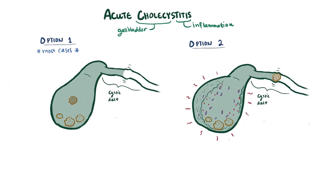 ACUTE CHOLECYSTITIS
gallbladder
inflammation
OPTION 1
* MOST CASES *
OPTION 2
Cystic
duct
Cystic
duct